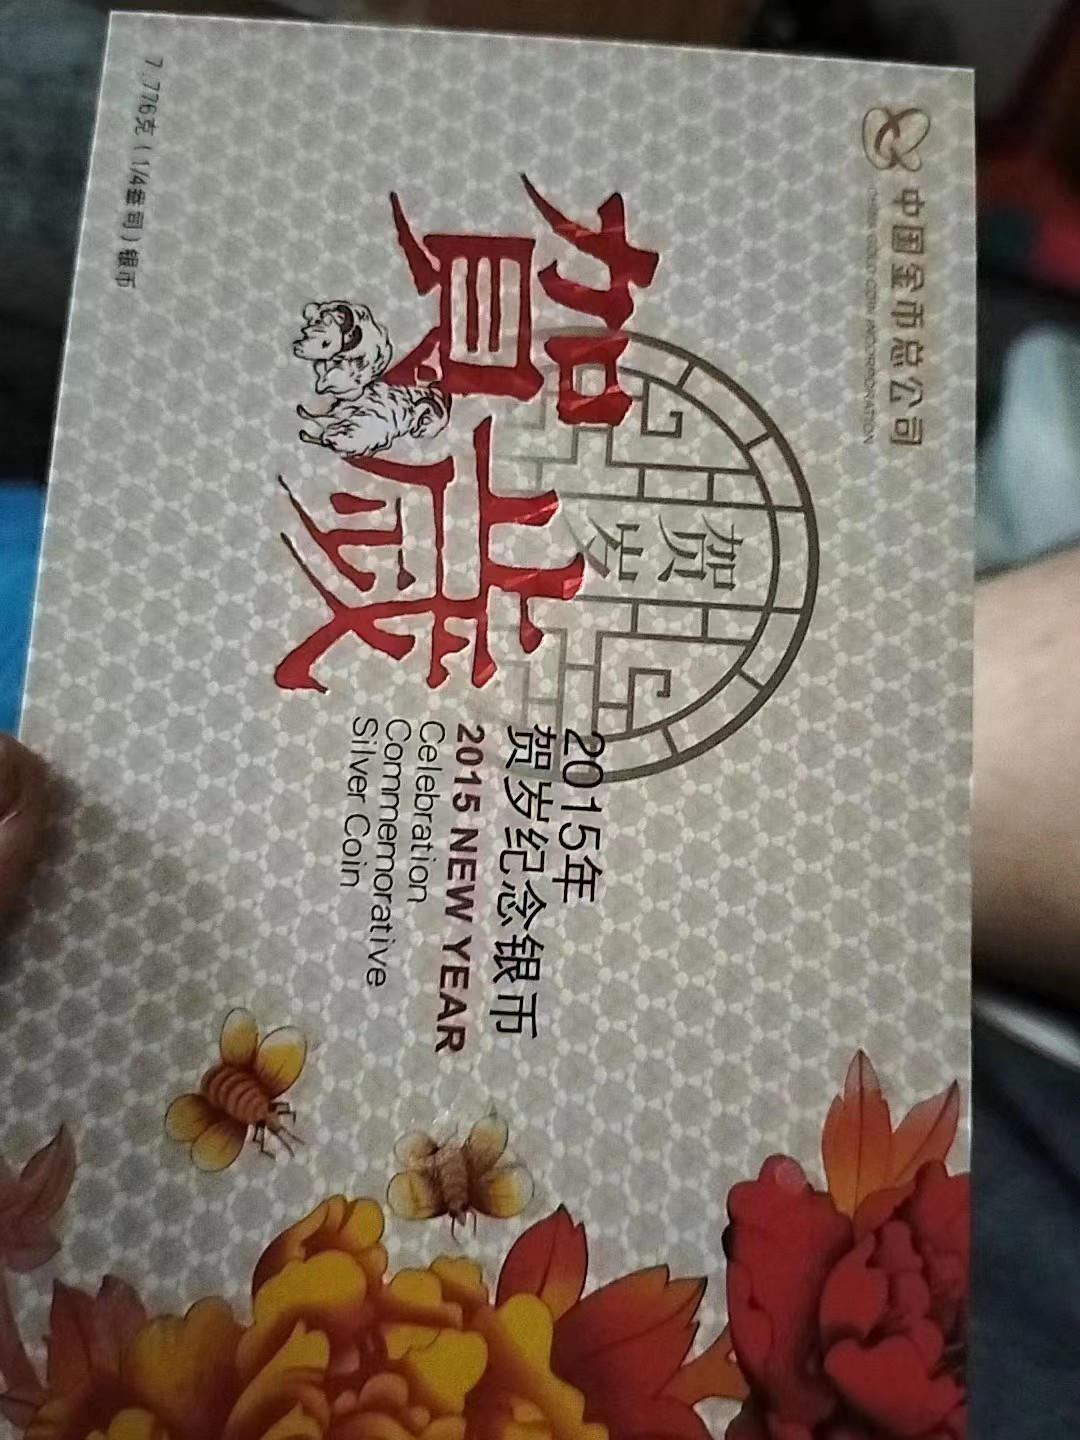 中国金币总公司
CHINA GOLD COIN INCORPORATION
贺岁
賀歲
2015年
贺岁纪念银币
2015 NEW YEAR
Celebration
Commemorative
Silver Coin
7.776克(1/4盎司)银币